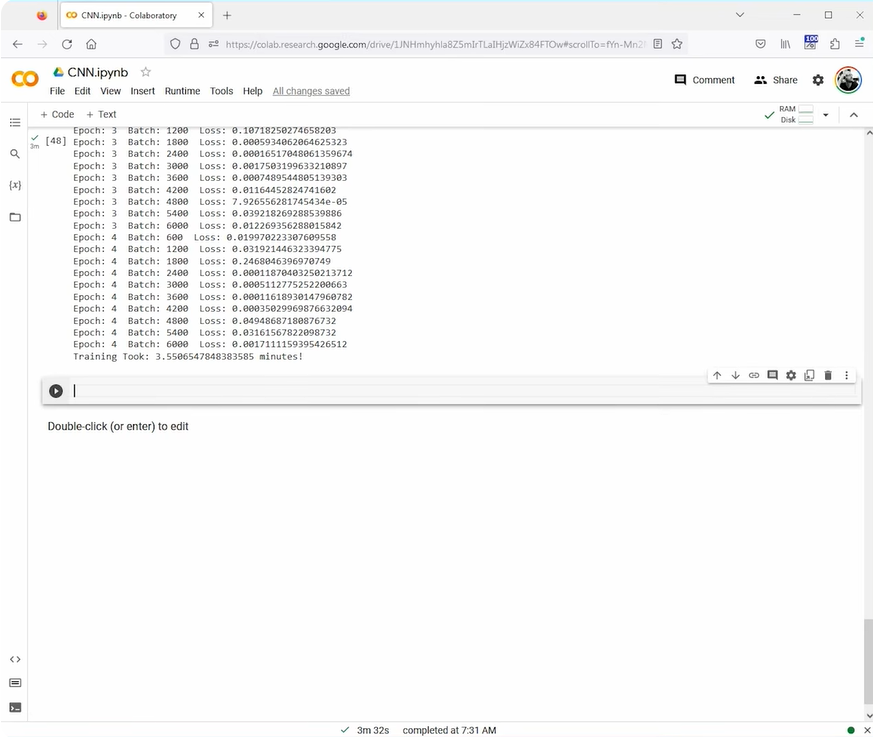 CNN.ipynb - Colaboratory
https://colab.research.google.com/drive/1JNHmhyhla8Z5mIrTLaIHjzWiZx84FTOw#scrollTo=fYn-Mn2
100
CO CNN.ipynb
Comment Share
File Edit View Insert Runtime Tools Help All changes saved
+ Code + Text
RAM
Disk
Epoch: 3 Batch: 1200 Loss: 0.10718250274658203
[48] Epoch: 3 Batch: 1800 Loss: 0.0005934062064625323
3m
Epoch: 3 Batch: 2400 Loss: 0.00016517048061359674
Epoch: 3 Batch: 3000 Loss: 0.0017503199633210897
{x} Epoch: 3 Batch: 3600 Loss: 0.0007489544805139303
Epoch: 3 Batch: 4200 Loss: 0.01164452824741602
Epoch: 3 Batch: 4800 Loss: 7.926556281745434e-05
Epoch: 3 Batch: 5400 Loss: 0.039218269288539886
Epoch: 3 Batch: 6000 Loss: 0.012269356288015842
Epoch: 4 Batch: 600 Loss: 0.019970223307609558
Epoch: 4 Batch: 1200 Loss: 0.031921446323394775
Epoch: 4 Batch: 1800 Loss: 0.2468046396970749
Epoch: 4 Batch: 2400 Loss: 0.00011870403250213712
Epoch: 4 Batch: 3000 Loss: 0.0005112775252200663
Epoch: 4 Batch: 3600 Loss: 0.00011618930147960782
Epoch: 4 Batch: 4200 Loss: 0.00035029969876632094
Epoch: 4 Batch: 4800 Loss: 0.04948687180876732
Epoch: 4 Batch: 5400 Loss: 0.03161567822098732
Epoch: 4 Batch: 6000 Loss: 0.0017111159395426512
Training Took: 3.5506547848383585 minutes!
Double-click (or enter) to edit
3m 32s completed at 7:31 AM